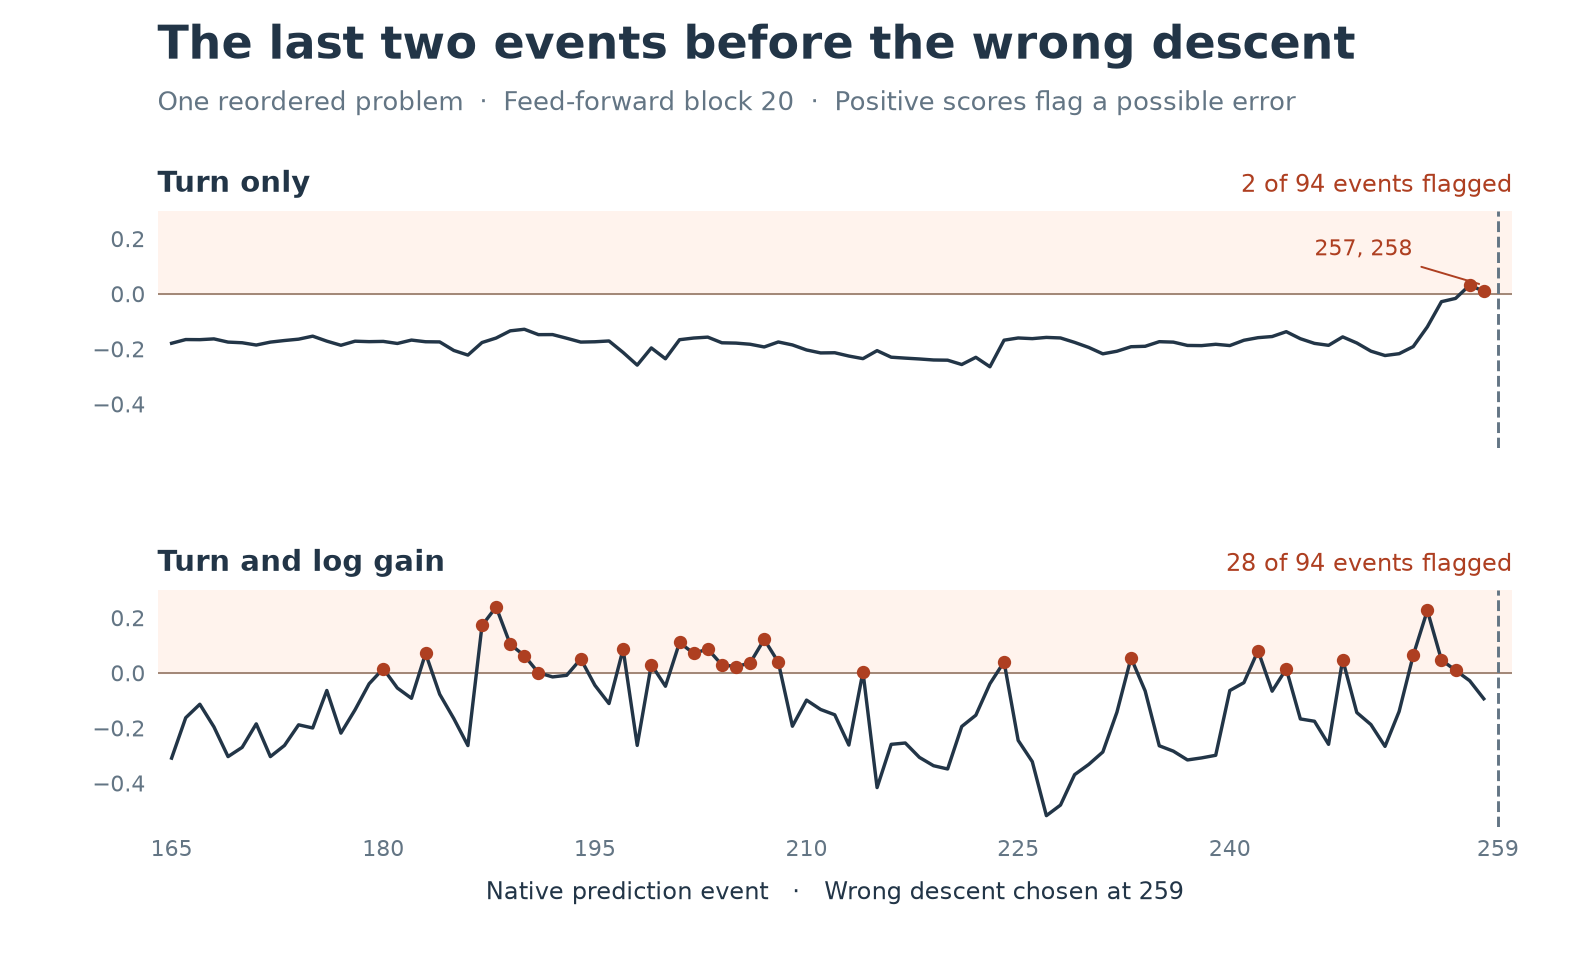 The last two events before the wrong descent
One reordered problem · Feed-forward block 20 · Positive scores flag a possible error
Turn only
2 of 94 events flagged
0.2
257, 258
0.0
−0.2
−0.4
Turn and log gain
28 of 94 events flagged
0.2
0.0
−0.2
−0.4
165 180 195 210 225 240 259
Native prediction event · Wrong descent chosen at 259